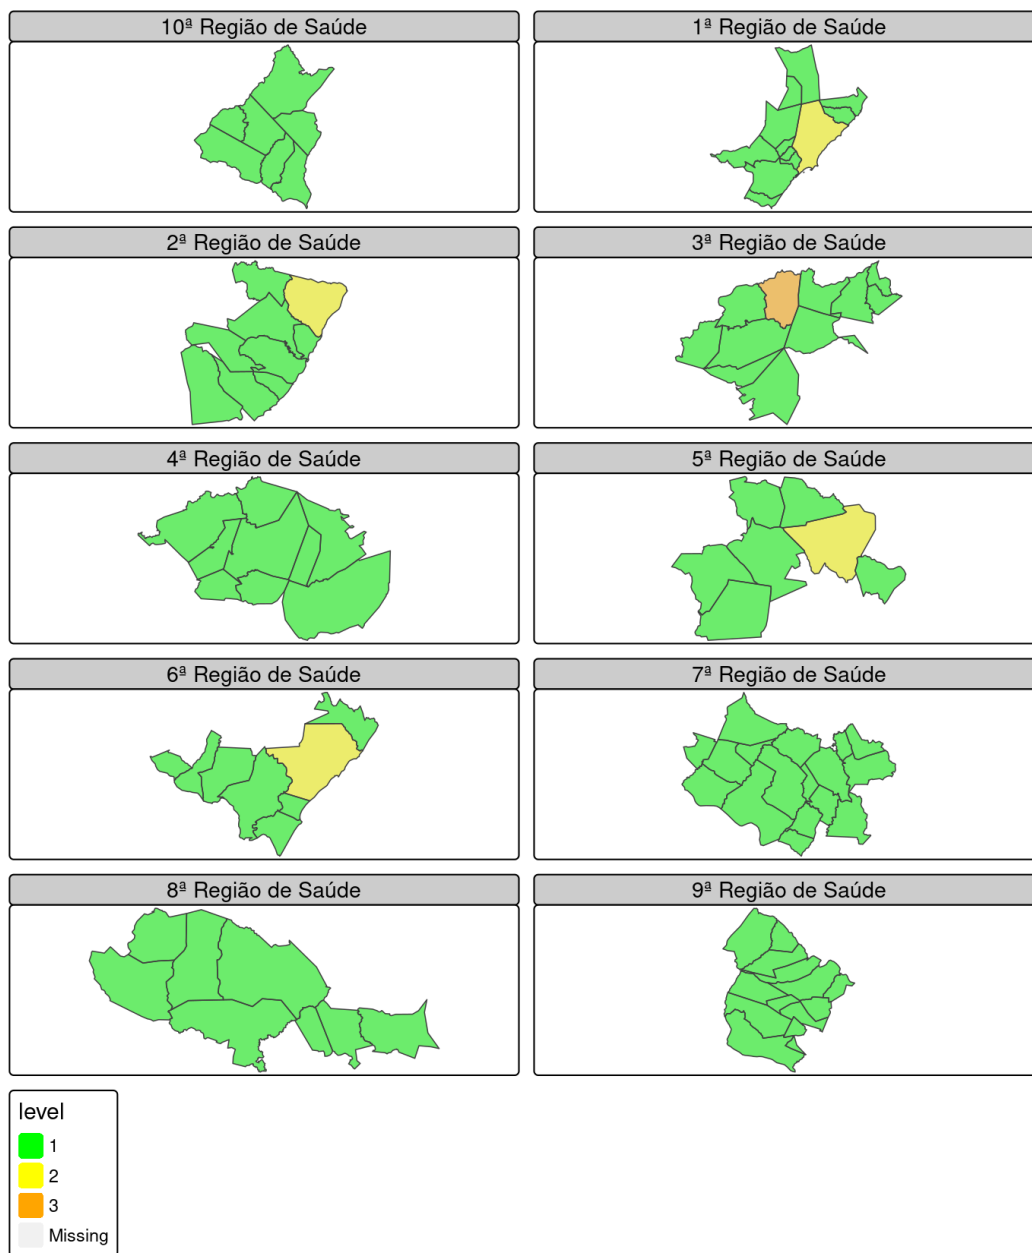 10ª Região de Saúde
1ª Região de Saúde
2ª Região de Saúde
3ª Região de Saúde
4ª Região de Saúde
5ª Região de Saúde
6ª Região de Saúde
7ª Região de Saúde
8ª Região de Saúde
9ª Região de Saúde
level
1
2
3
Missing